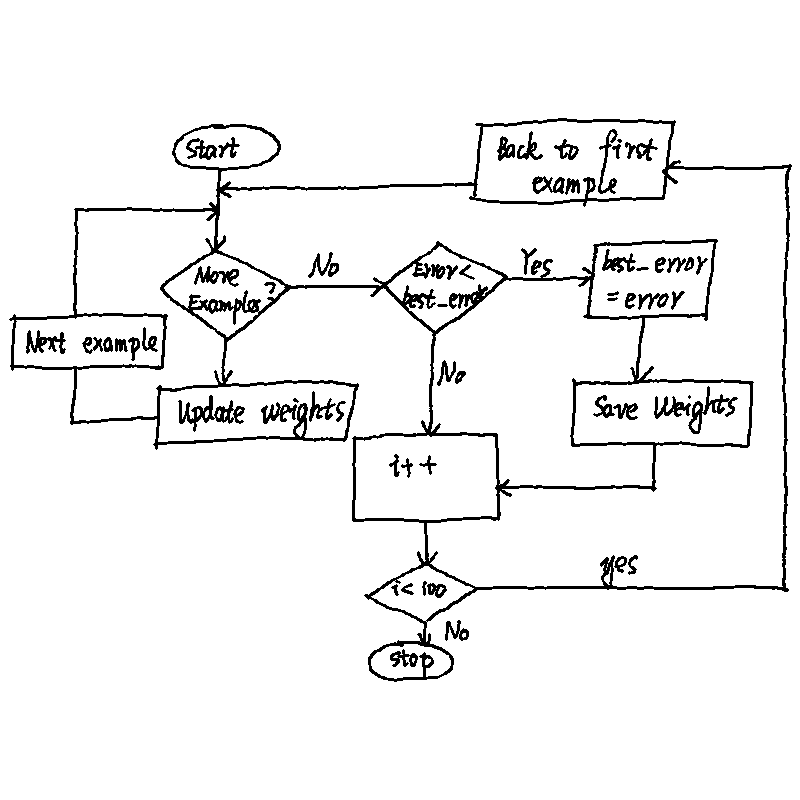 Start
Back to first
example
More
Examples?
No
Error <
best_error
Yes
best_error
= error
Next example
Update weights
No
Save Weights
i++
i < 100
yes
No
stop